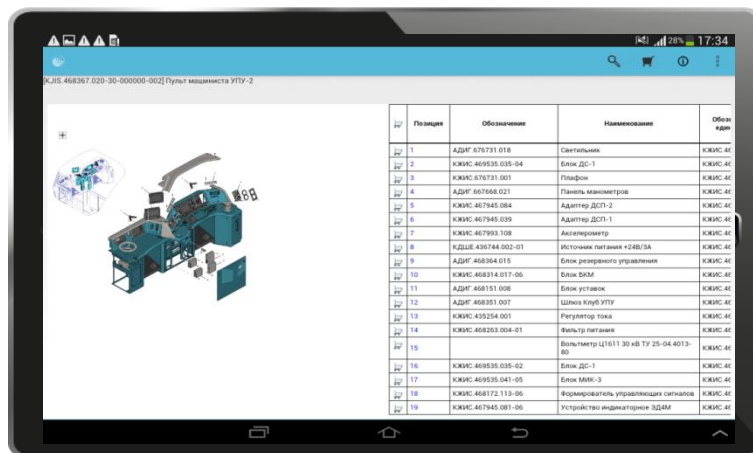 28% 17:34
[KJIS.468367.020-30-000000-002] Пульт машиниста УПУ-2
Позиция Обозначение Наименование
1 АДИГ.676731.018 Светильник
2 КЖИС.469535.035-04 Блок ДС-1
3 КЖИС.676731.001 Плафон
4 АДИГ.667668.021 Панель манометров
5 КЖИС.467945.084 Адаптер ДСП-2
6 КЖИС.467945.039 Адаптер ДСП-1
7 КЖИС.467993.108 Акселерометр
8 КДШЕ.436744.002-01 Источник питания +24В/3А
9 АДИГ.468364.015 Блок резервного управления
10 КЖИС.468314.017-06 Блок БКМ
11 АДИГ.468151.008 Блок уставок
12 АДИГ.468351.007 Шлюз Клуб УПУ
13 КЖИС.435254.001 Регулятор тока
14 КЖИС.468263.004-01 Фильтр питания
15 Вольтметр Ц1611 30 кВ ТУ 25-04.4013-
80
16 КЖИС.469535.035-02 Блок ДС-1
17 КЖИС.469535.041-05 Блок МИК-3
18 КЖИС.468172.113-06 Формирователь управляющих сигналов
19 КЖИС.467945.081-06 Устройство индикаторное ЭД4М